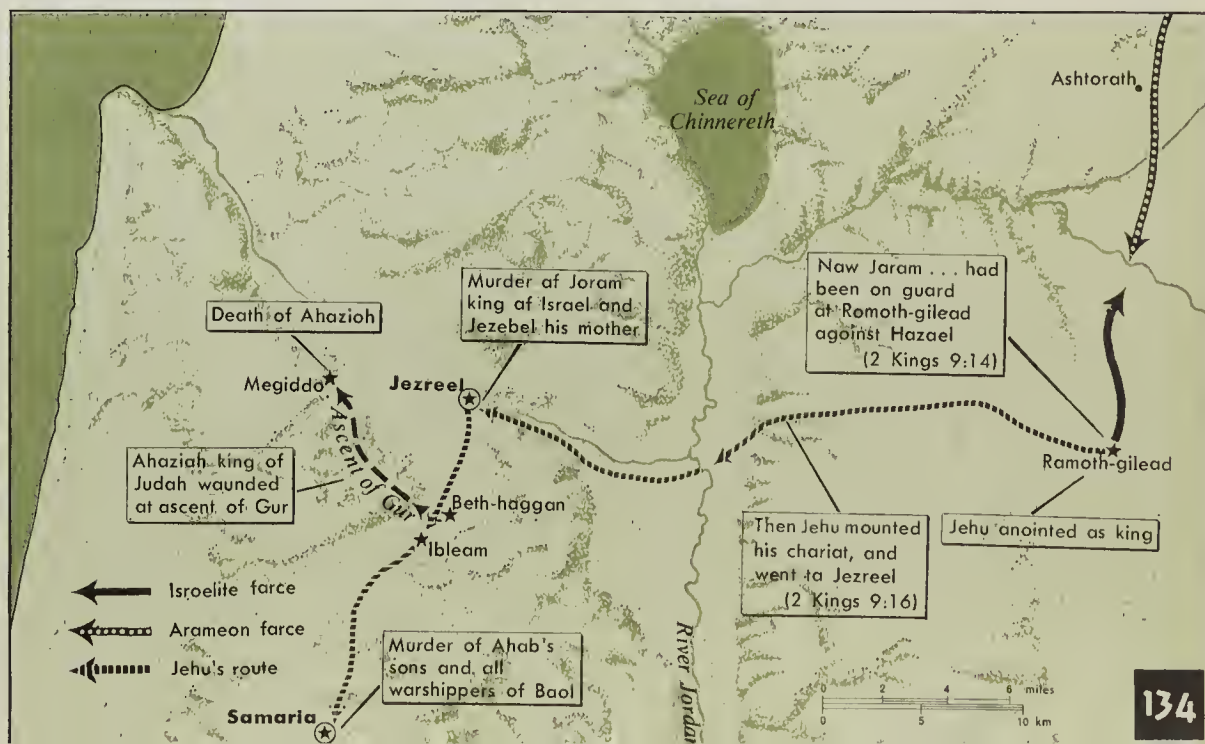 Ashtorath
Sea of
Chinnereth
Naw Jaram . . . had
been on guard
at Romoth-gilead
against Hazael
(2 Kings 9:14)
Murder af Joram
king af Israel and
Jezebel his mother
Death of Ahazioh
Megiddo
Jezreel
Ascent of Gur
Ahaziah king of
Judah waunded
at ascent of Gur
Beth-haggan
Ibleam
Ramoth-gilead
Then Jehu mounted
his chariat, and
went ta Jezreel
(2 Kings 9:16)
Jehu anointed as king
Isroelite farce
Arameon farce
Jehu's route
Murder of Ahab's
sons and all
warshippers of Baol
Samaria
River Jordan
0 2 4 6 miles
0 5 10 km
134